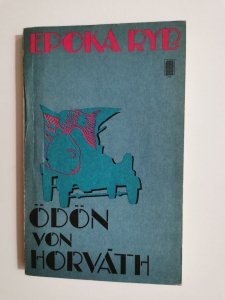 EPOKA RYB
ÖDÖN
VON
HORVÁTH